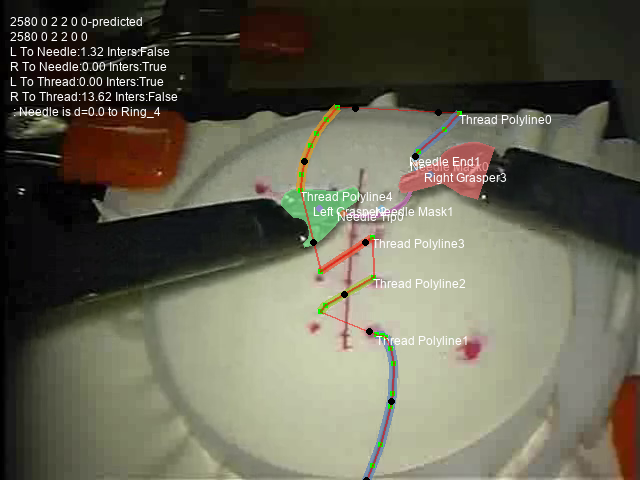 2580 0 2 2 0 0-predicted
2580 0 2 2 0 0
L To Needle:1.32 Inters:False
R To Needle:0.00 Inters:True
L To Thread:0.00 Inters:True
R To Thread:13.62 Inters:False
: Needle is d=0.0 to Ring_4
Thread Polyline0
Needle End1
Needle Mask0
Right Grasper3
Thread Polyline4
Left Grasper2
Needle Mask1
Needle Tip0
Thread Polyline3
Thread Polyline2
Thread Polyline1